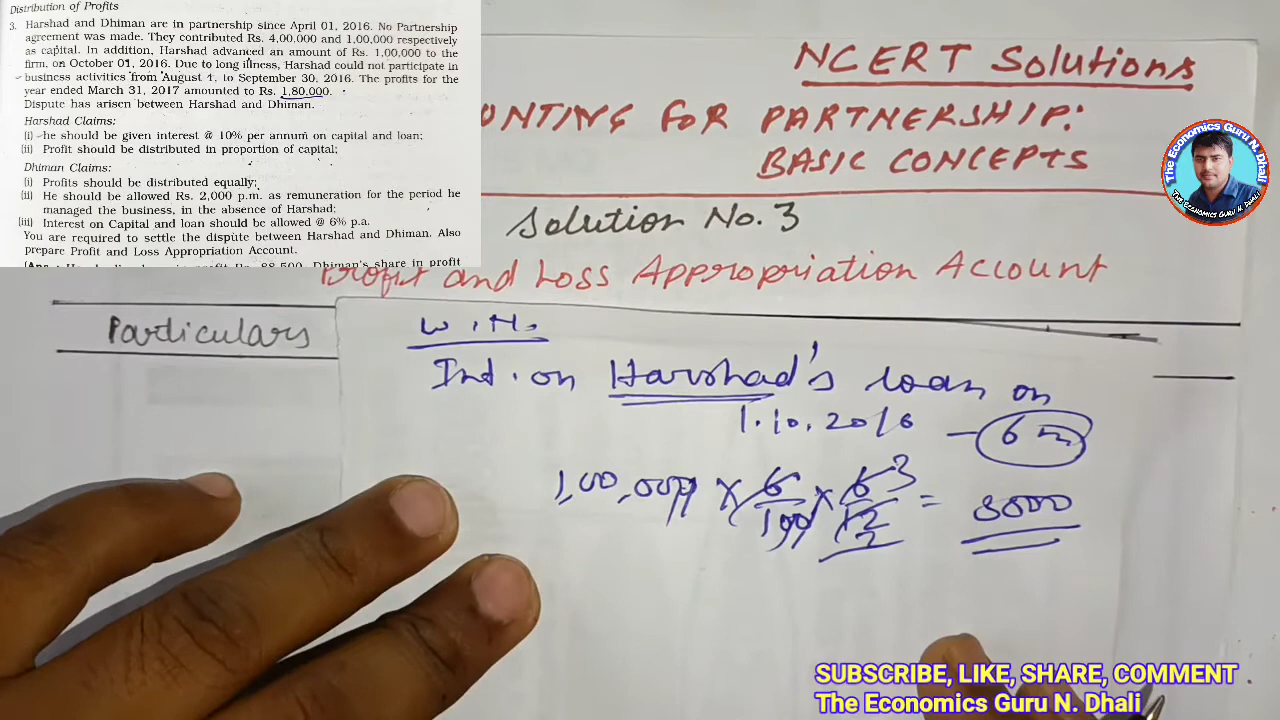 Distribution of Profits
3. Harshad and Dhiman are in partnership since April 01, 2016. No Partnership
agreement was made. They contributed Rs. 4,00,000 and 1,00,000 respectively
as capital. In addition, Harshad advanced an amount of Rs. 1,00,000 to the
firm, on October 01, 2016. Due to long illness, Harshad could not participate in
business activities from August 1, to September 30, 2016. The profits for the
year ended March 31, 2017 amounted to Rs. 1,80,000.
Dispute has arisen between Harshad and Dhiman.
Harshad Claims:
(i) he should be given interest @ 10% per annum on capital and loan;
(ii) Profit should be distributed in proportion of capital;
Dhiman Claims:
(i) Profits should be distributed equally;
(ii) He should be allowed Rs. 2,000 p.m. as remuneration for the period he
managed the business, in the absence of Harshad;
(iii) Interest on Capital and loan should be allowed @ 6% p.a.
You are required to settle the dispute between Harshad and Dhiman. Also
prepare Profit and Loss Appropriation Account.
Dhiman's share in profit
NCERT Solutions
ONTING FOR PARTNERSHIP:
BASIC CONCEPTS
The Economics Guru N. Dhali
The Economics Guru N. Dhali
Solution No. 3
Profit and Loss Appropriation Account
Particulars
W.N.
Int. on Harshad's loan on
1.10.2016 - 6 m
1,00,000 × 6/100 × 6/12 = 3000
SUBSCRIBE, LIKE, SHARE, COMMENT
The Economics Guru N. Dhali